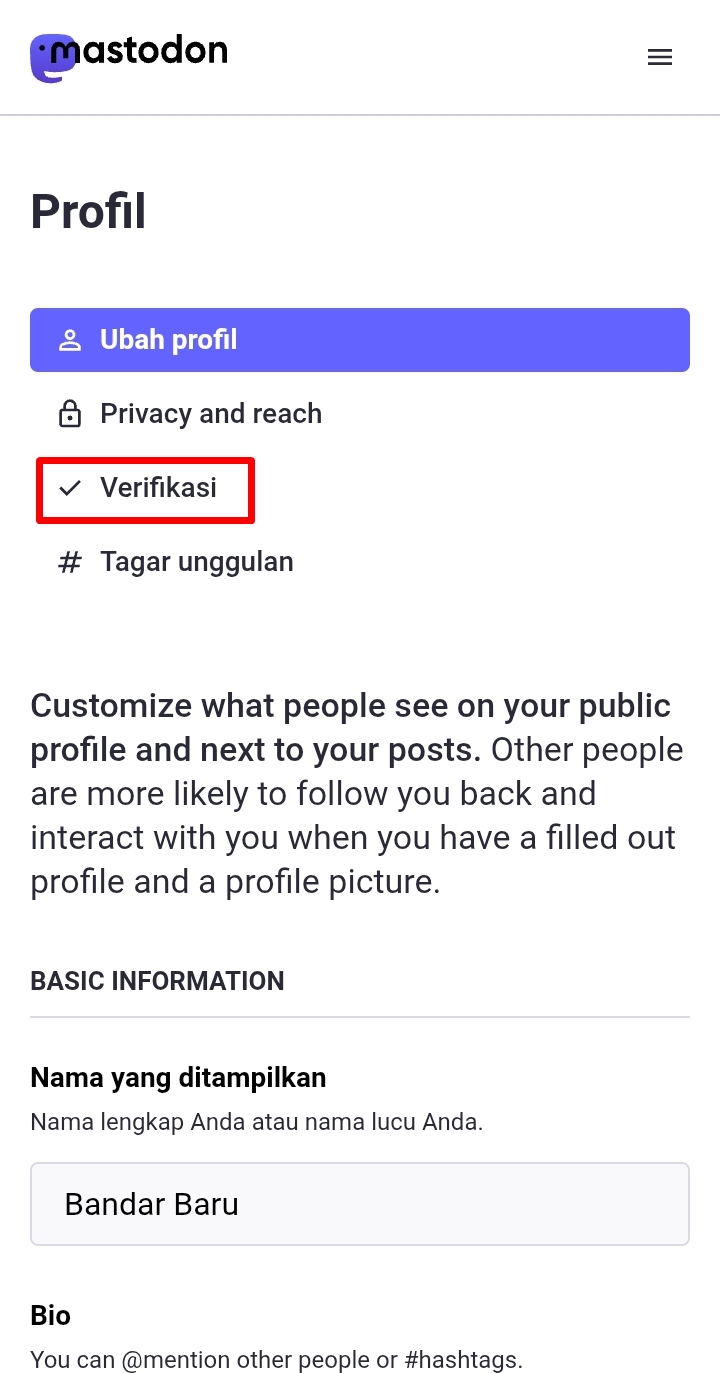 mastodon
Profil
Ubah profil
Privacy and reach
Verifikasi
# Tagar unggulan
Customize what people see on your public
profile and next to your posts. Other people
are more likely to follow you back and
interact with you when you have a filled out
profile and a profile picture.
BASIC INFORMATION
Nama yang ditampilkan
Nama lengkap Anda atau nama lucu Anda.
Bandar Baru
Bio
You can @mention other people or #hashtags.